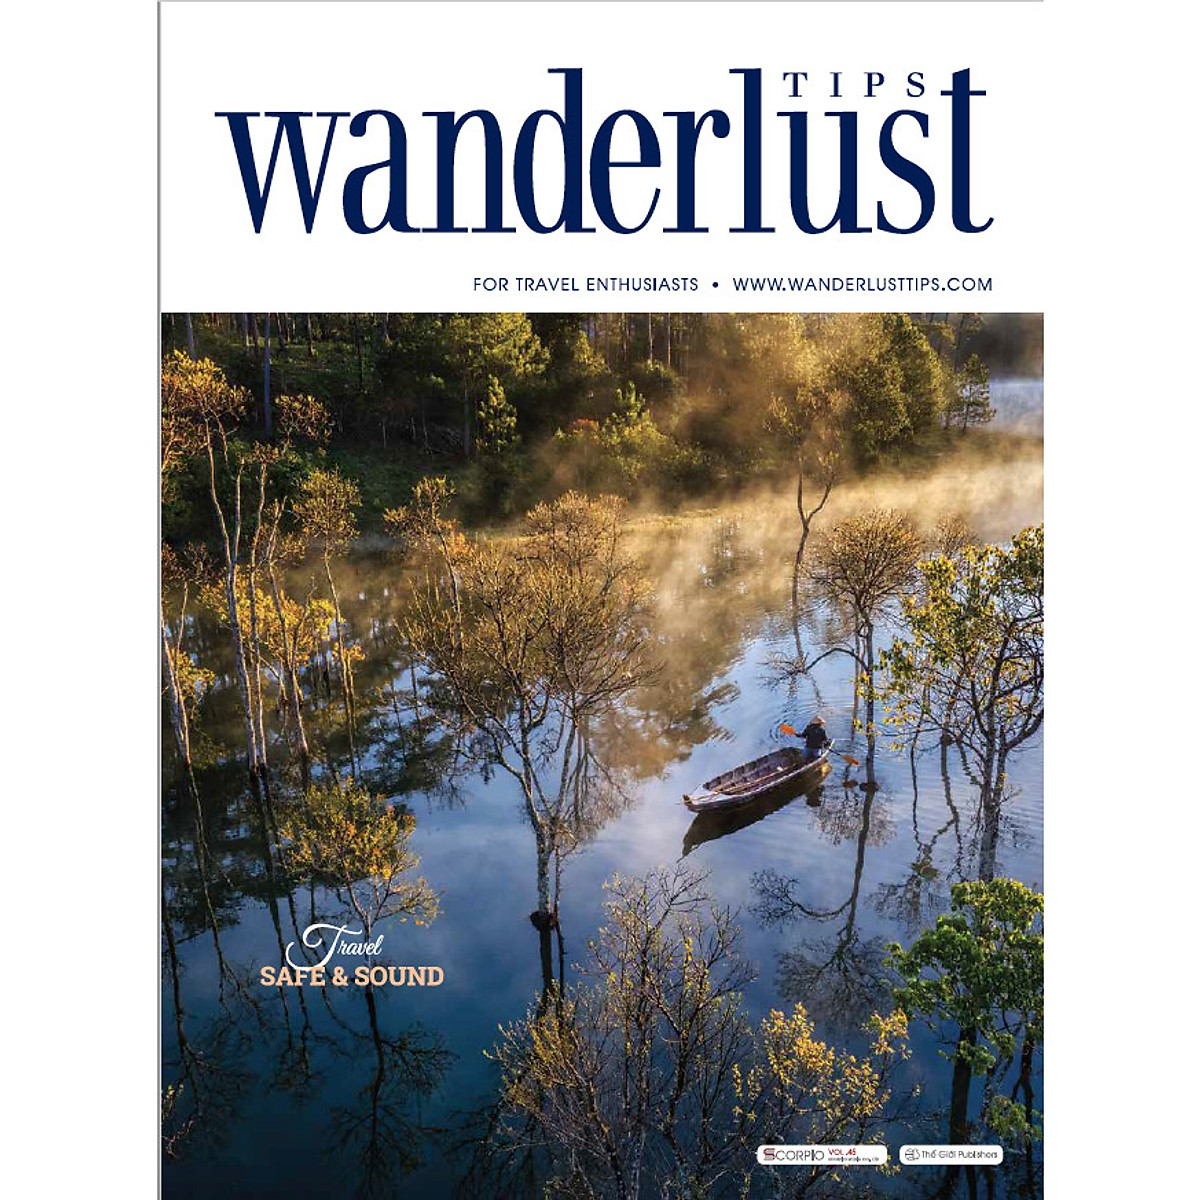 TIPS
wanderlust
FOR TRAVEL ENTHUSIASTS • WWW.WANDERLUSTTIPS.COM
Travel
SAFE & SOUND
SCORPIO VOL.45
Thế Giới Publishers